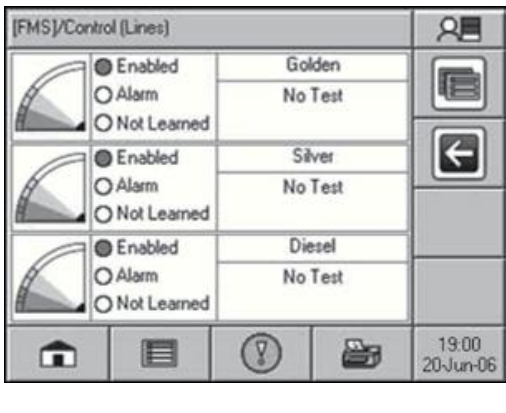 [FMS]/Control (Lines)
Enabled
Alarm
Not Learned
Golden
No Test
Enabled
Alarm
Not Learned
Silver
No Test
Enabled
Alarm
Not Learned
Diesel
No Test
19:00
20-Jun-06